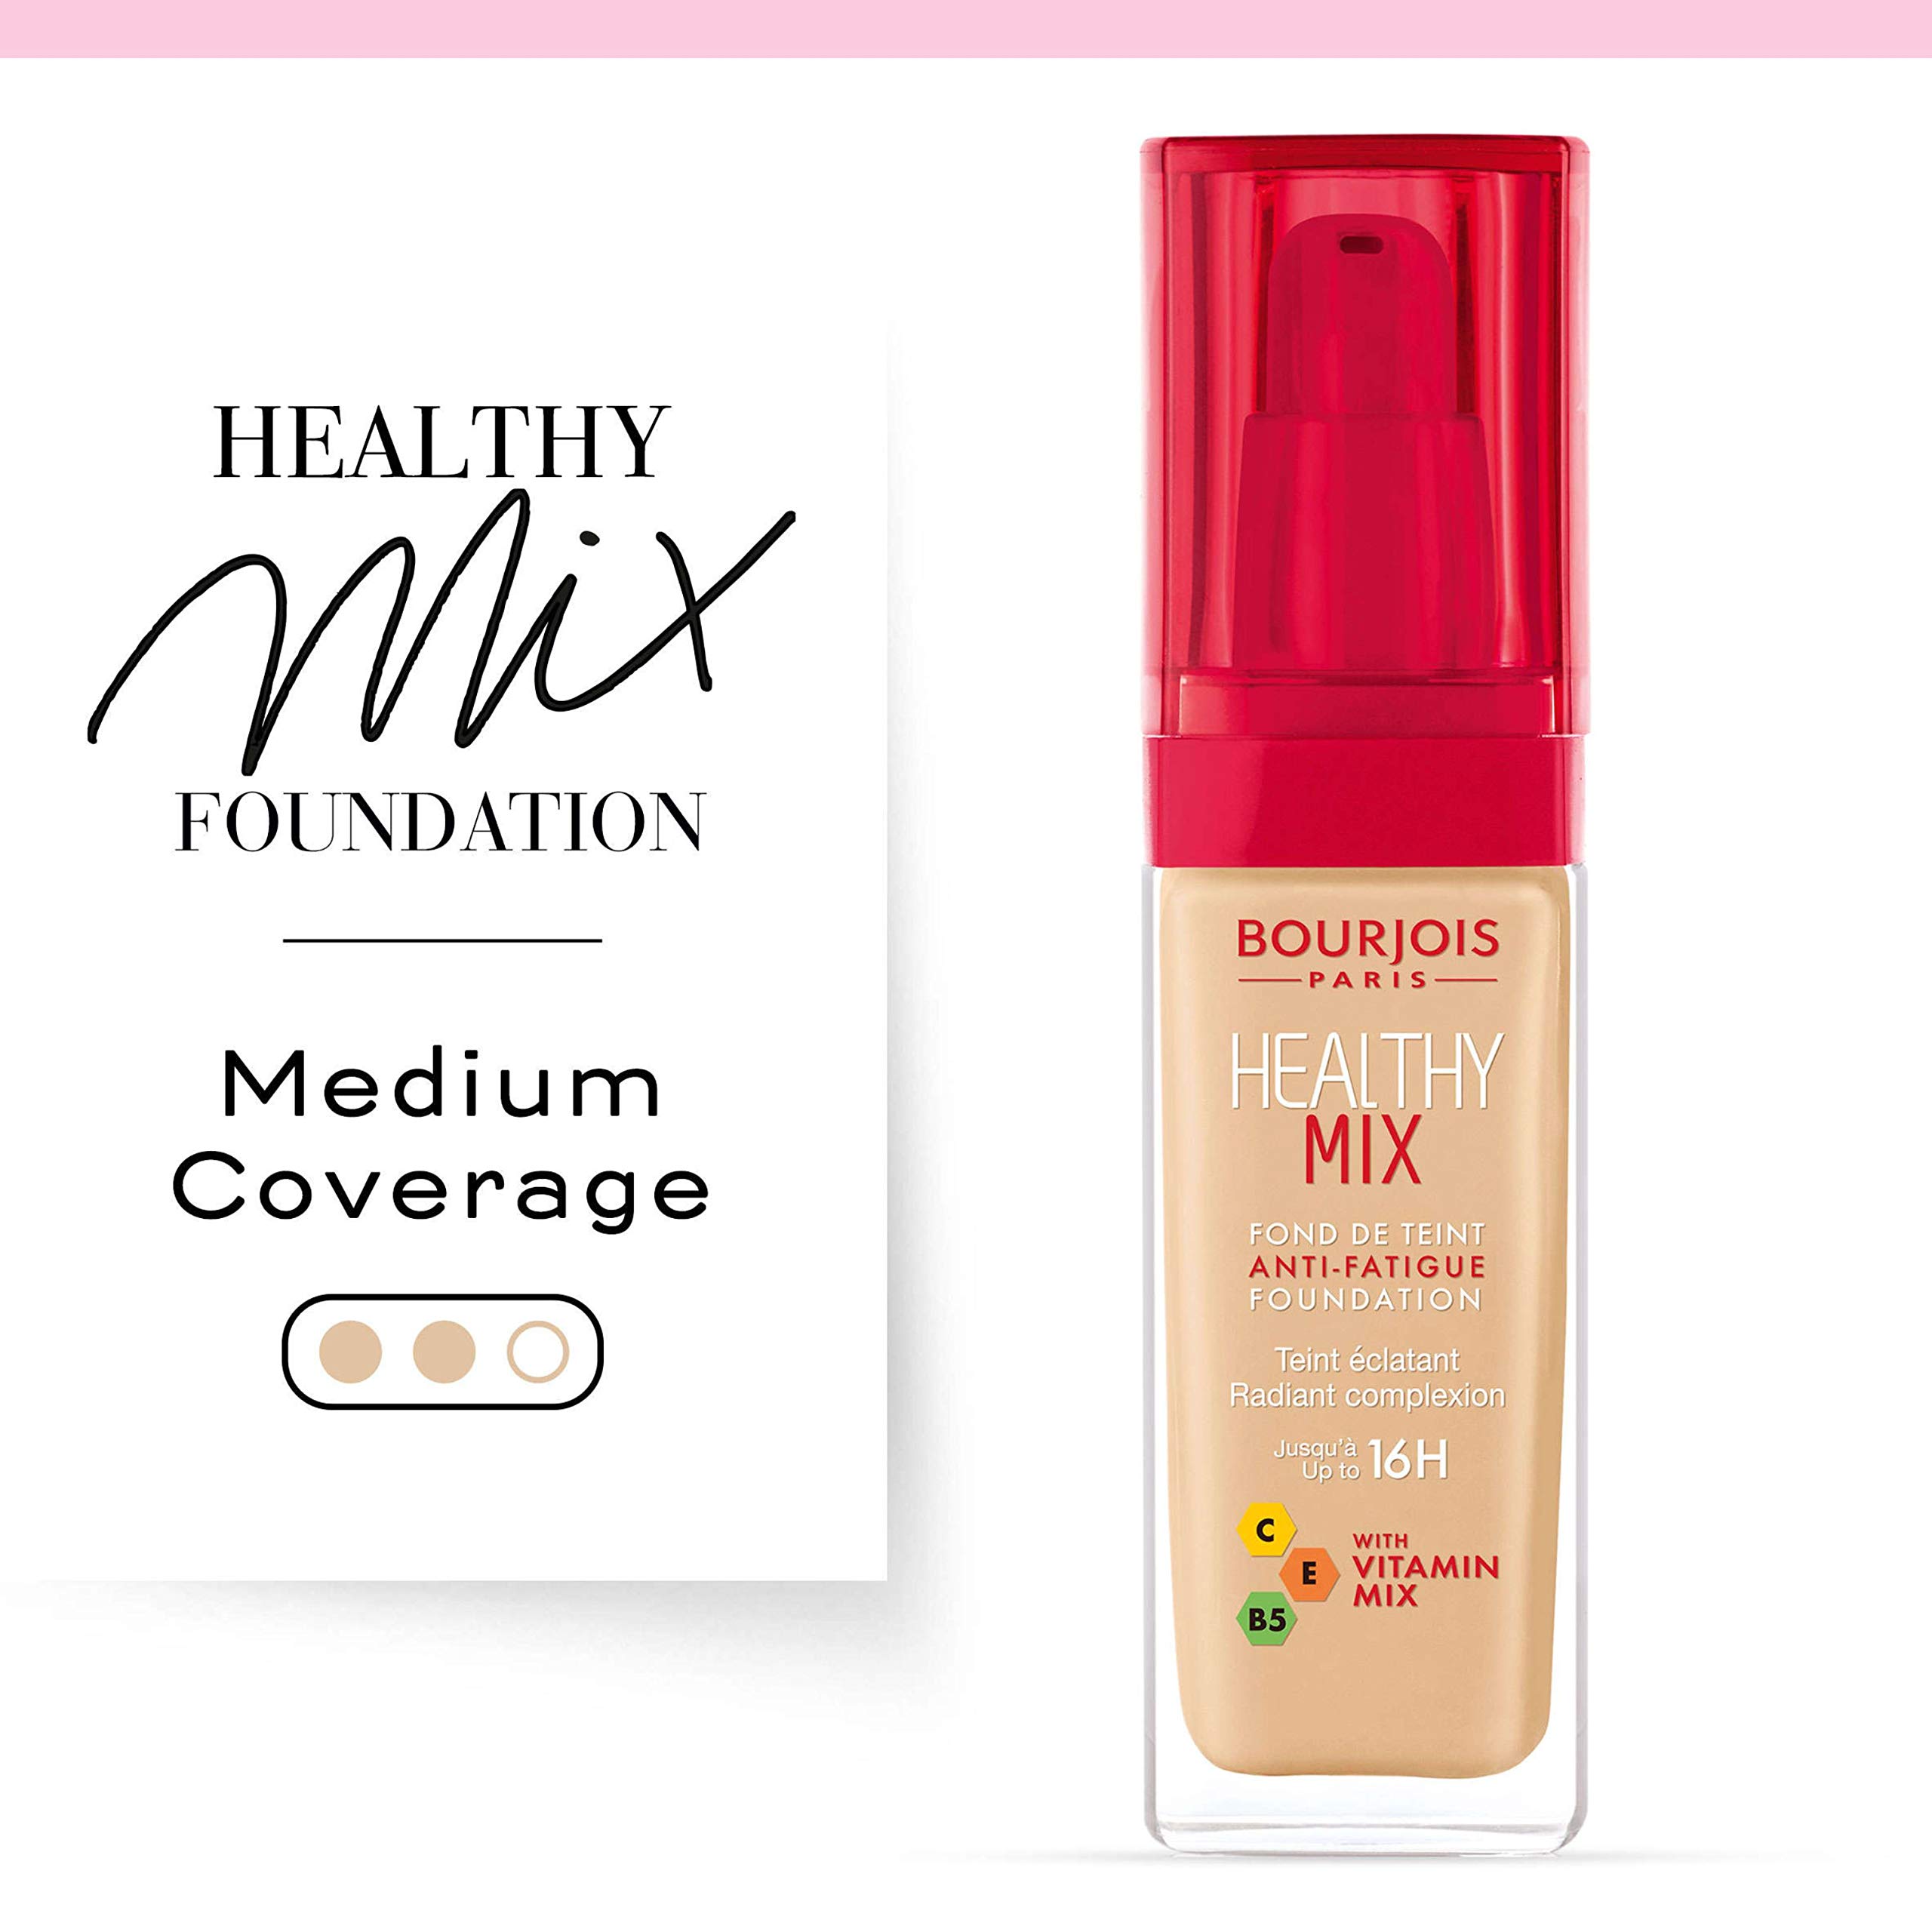 HEALTHY
Mix
FOUNDATION
Medium
Coverage
BOURJOIS
PARIS
HEALTHY
MIX
FOND DE TEINT
ANTI-FATIGUE
FOUNDATION
Teint éclatant
Radiant complexion
Jusqu'à
Up to 16H
C
E
B5
WITH
VITAMIN
MIX